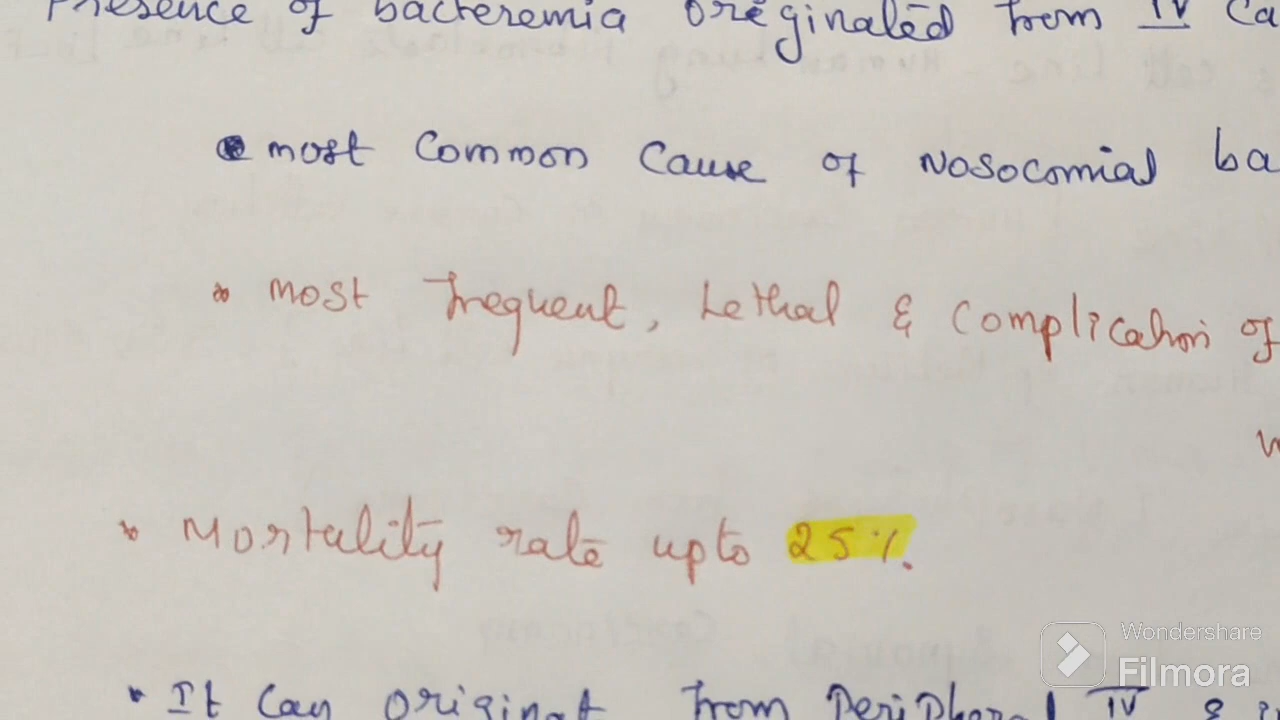 Presence of bacteremia originated from IV Ca
most Common Cause of Nosocomial ba
* most frequent, Lethal & Complication of
* Mortality rate upto 25%.
• It Can originat from Peripheral IV &
Wondershare
Filmora